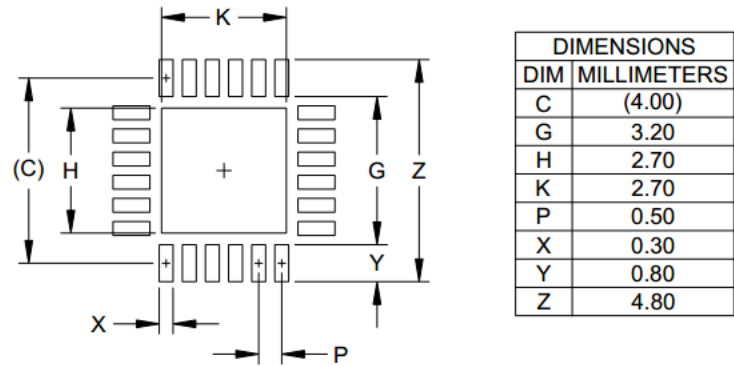 K
(C)
H
G
Z
Y
X
P
DIMENSIONS
DIM MILLIMETERS
C (4.00)
G 3.20
H 2.70
K 2.70
P 0.50
X 0.30
Y 0.80
Z 4.80